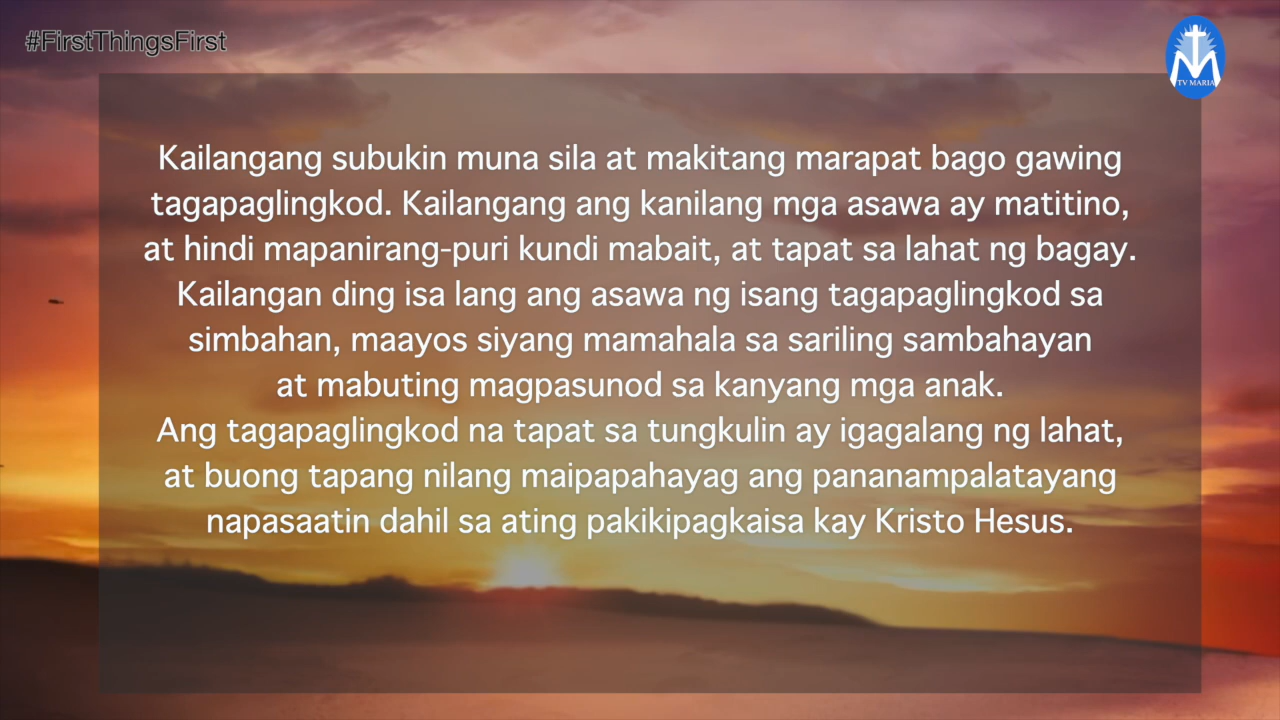 #FirstThingsFirst
TV MARIA
Kailangang subukin muna sila at makitang marapat bago gawing
tagapaglingkod. Kailangang ang kanilang mga asawa ay matitino,
at hindi mapanirang-puri kundi mabait, at tapat sa lahat ng bagay.
Kailangan ding isa lang ang asawa ng isang tagapaglingkod sa
simbahan, maayos siyang mamahala sa sariling sambahayan
at mabuting magpasunod sa kanyang mga anak.
Ang tagapaglingkod na tapat sa tungkulin ay igagalang ng lahat,
at buong tapang nilang maipapahayag ang pananampalatayang
napasaatin dahil sa ating pakikipagkaisa kay Kristo Hesus.